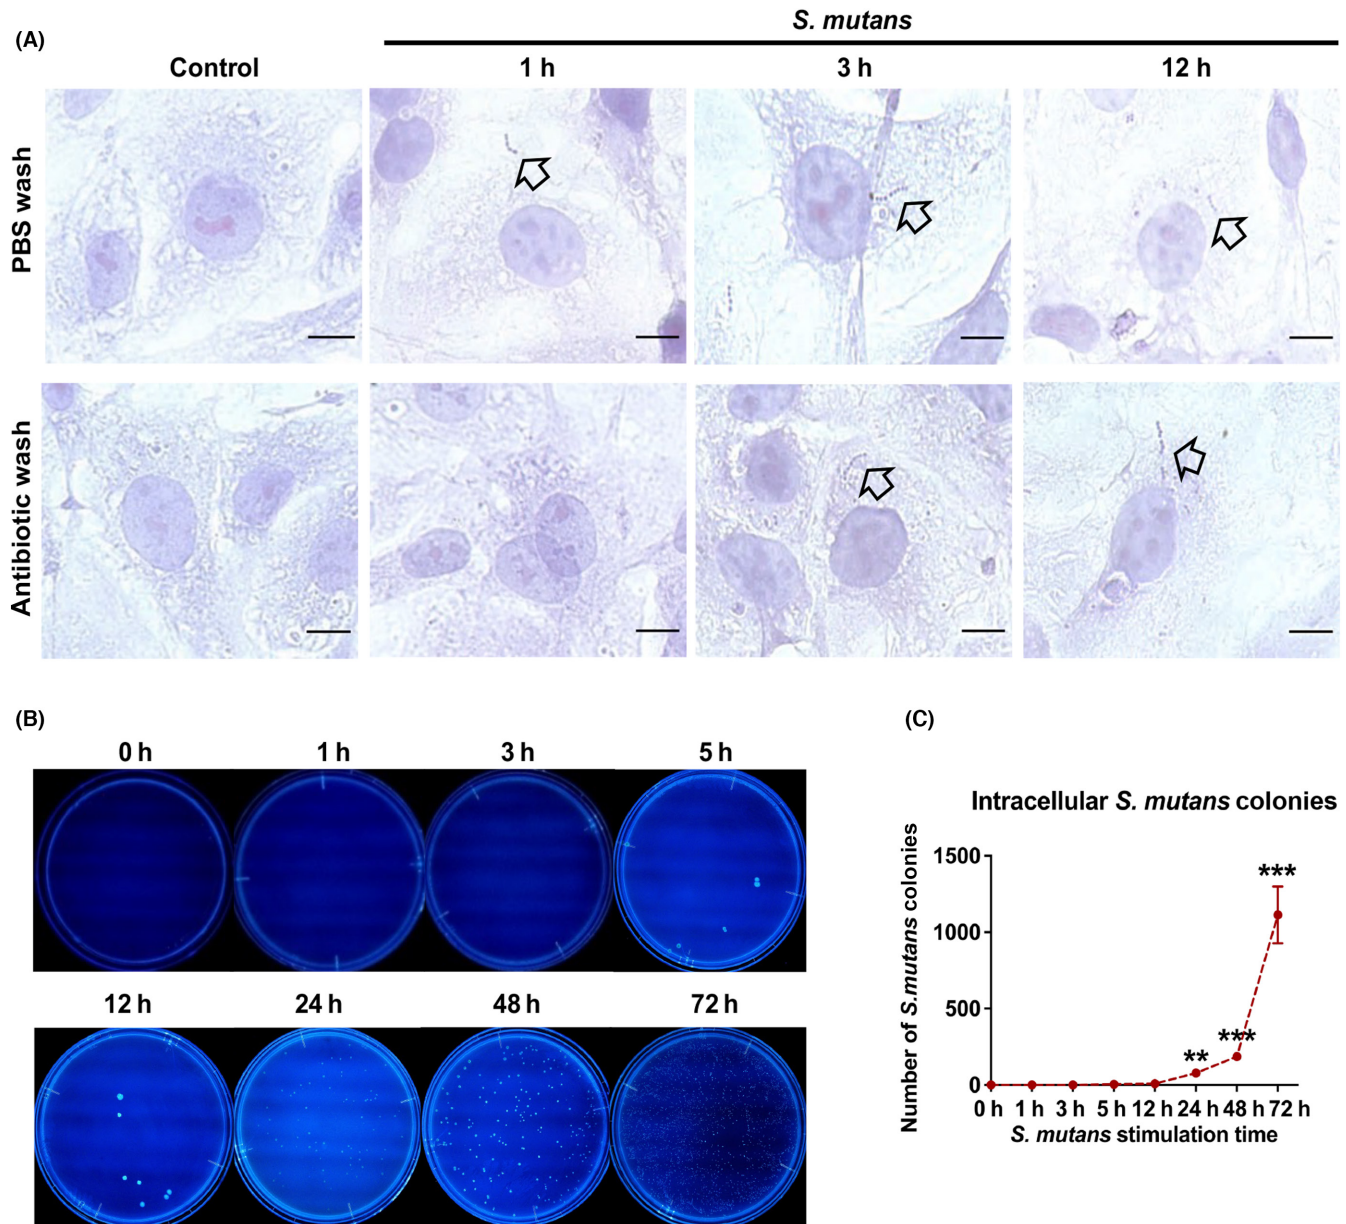 (A)
S. mutans
Control
1 h
3 h
12 h
PBS wash
Antibiotic wash
(B)
0 h
1 h
3 h
5 h
12 h
24 h
48 h
72 h
(C)
Intracellular S. mutans colonies
Number of S.mutans colonies
1500
1000
500
0
***
***
**
0 h
1 h
3 h
5 h
12 h
24 h
48 h
72 h
S. mutans stimulation time